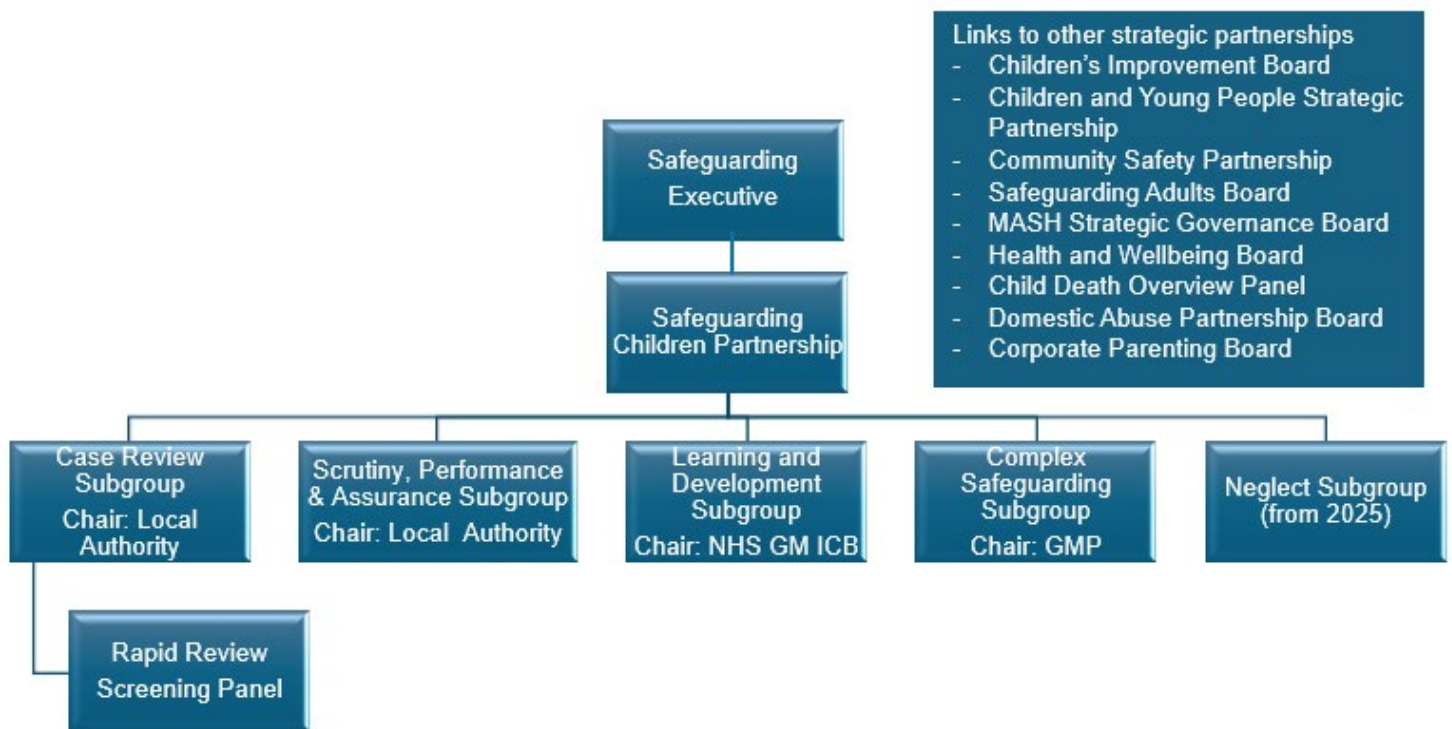 Links to other strategic partnerships
- Children's Improvement Board
- Children and Young People Strategic
Partnership
- Community Safety Partnership
- Safeguarding Adults Board
- MASH Strategic Governance Board
- Health and Wellbeing Board
- Child Death Overview Panel
- Domestic Abuse Partnership Board
- Corporate Parenting Board
Safeguarding
Executive
Safeguarding
Children Partnership
Case Review
Subgroup
Chair: Local
Authority
Scrutiny, Performance
& Assurance Subgroup
Chair: Local Authority
Learning and
Development
Subgroup
Chair: NHS GM ICB
Complex
Safeguarding
Subgroup
Chair: GMP
Neglect Subgroup
(from 2025)
Rapid Review
Screening Panel